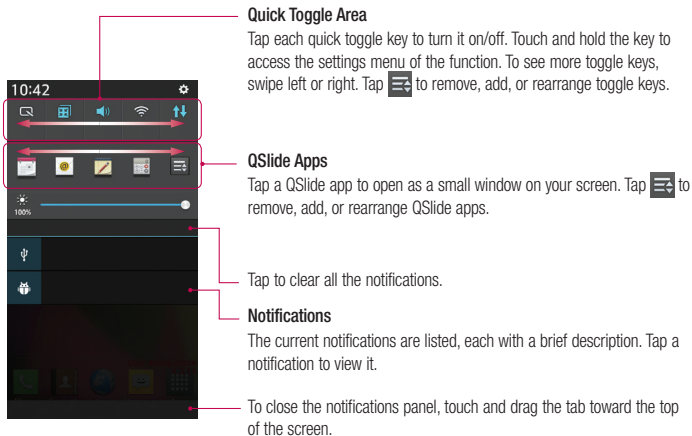 Quick Toggle Area
Tap each quick toggle key to turn it on/off. Touch and hold the key to
access the settings menu of the function. To see more toggle keys,
swipe left or right. Tap to remove, add, or rearrange toggle keys.
10:42
QSlide Apps
Tap a QSlide app to open as a small window on your screen. Tap to
remove, add, or rearrange QSlide apps.
100%
Tap to clear all the notifications.
Notifications
The current notifications are listed, each with a brief description. Tap a
notification to view it.
To close the notifications panel, touch and drag the tab toward the top
of the screen.